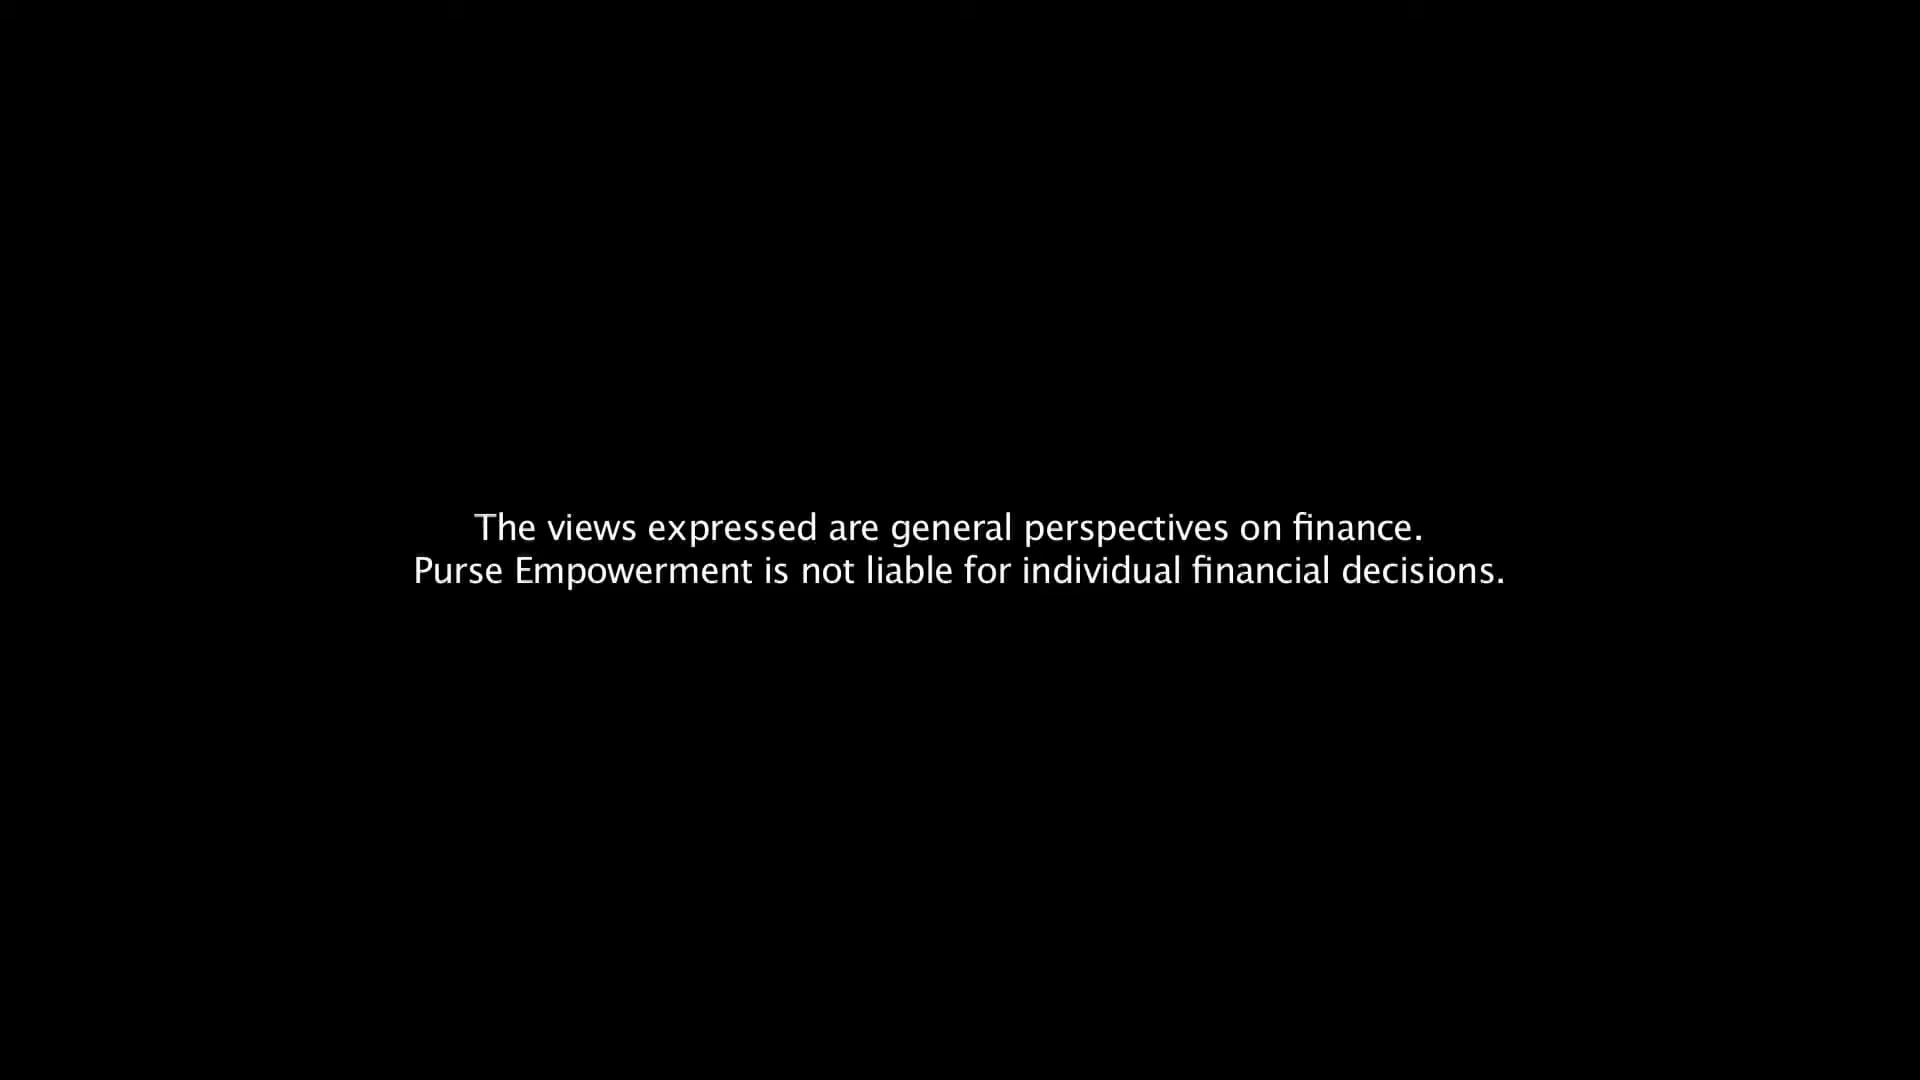 The views expressed are general perspectives on finance.
Purse Empowerment is not liable for individual financial decisions.